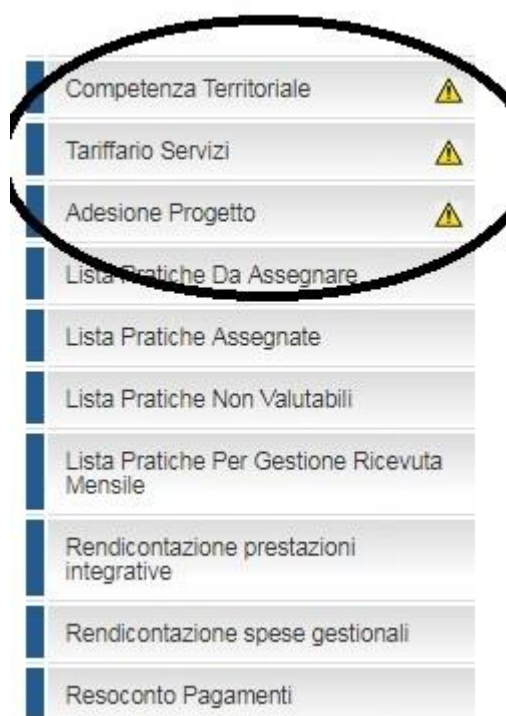 Competenza Territoriale
Tariffario Servizi
Adesione Progetto
Lista Pratiche Da Assegnare
Lista Pratiche Assegnate
Lista Pratiche Non Valutabili
Lista Pratiche Per Gestione Ricevuta
Mensile
Rendicontazione prestazioni
integrative
Rendicontazione spese gestionali
Resoconto Pagamenti